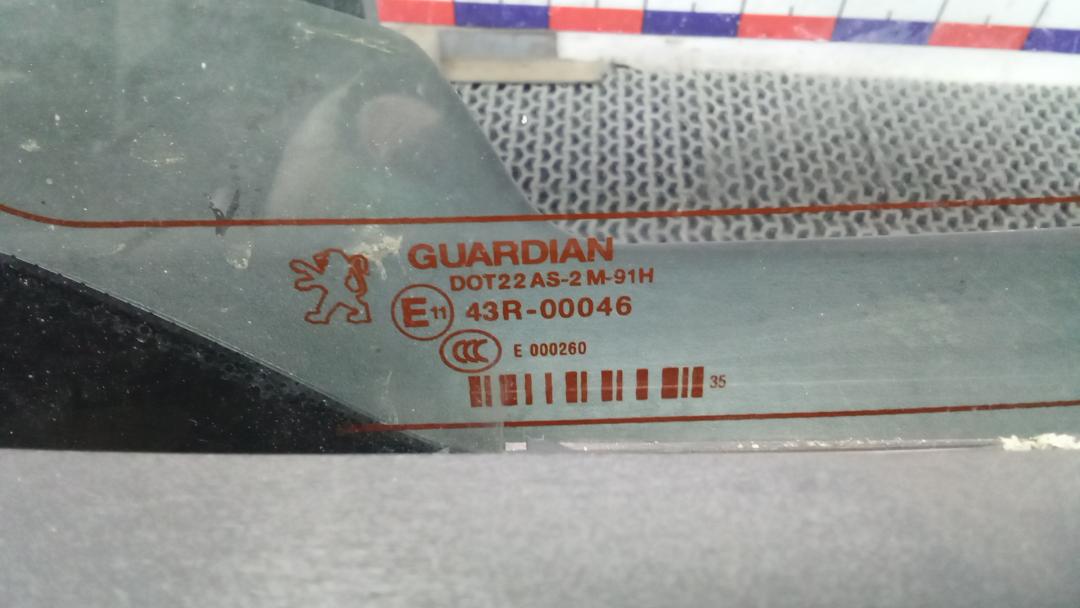 GUARDIAN
DOT22 AS-2 M-91H
E11 43R-00046
CCC E 000260
35